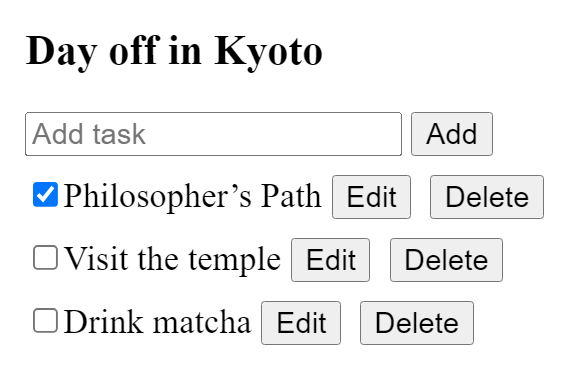 Day off in Kyoto
Add task Add
Philosopher’s Path Edit Delete
Visit the temple Edit Delete
Drink matcha Edit Delete